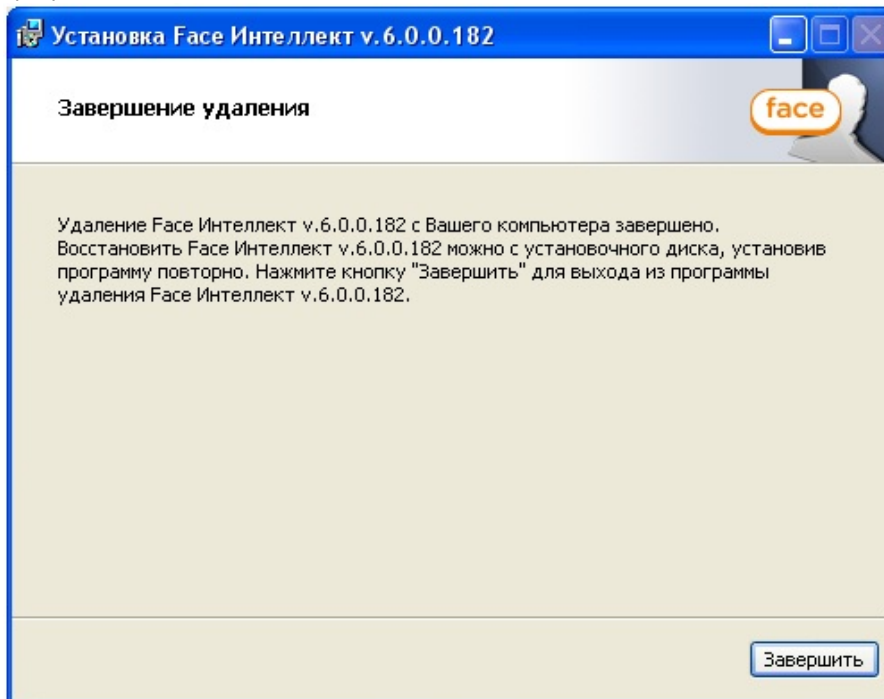 Установка Face Интеллект v.6.0.0.182
Завершение удаления
face
Удаление Face Интеллект v.6.0.0.182 с Вашего компьютера завершено.
Восстановить Face Интеллект v.6.0.0.182 можно с установочного диска, установив
программу повторно. Нажмите кнопку "Завершить" для выхода из программы
удаления Face Интеллект v.6.0.0.182.
Завершить